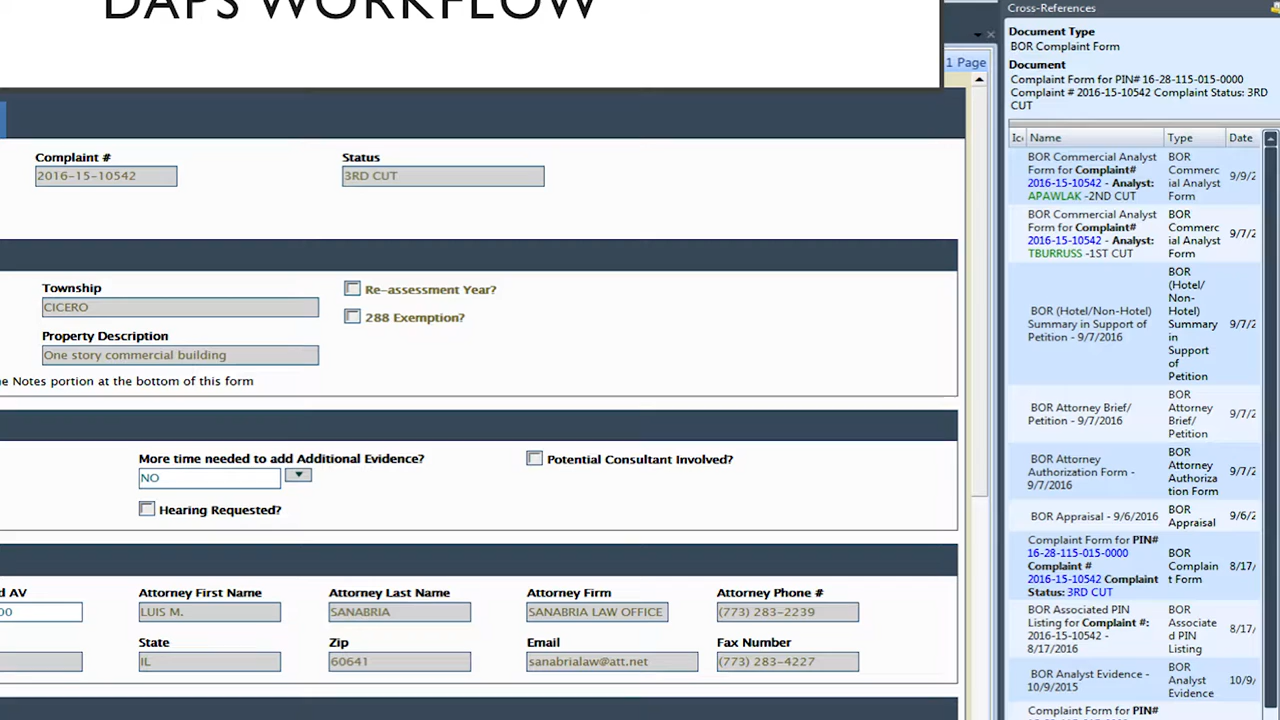 DAPS WORKFLOW
Complaint #
2016-15-10542
Status
3RD CUT
Township
CICERO
Re-assessment Year?
288 Exemption?
Property Description
One story commercial building
Notes portion at the bottom of this form
More time needed to add Additional Evidence?
NO
Potential Consultant Involved?
Hearing Requested?
AV
00
Attorney First Name
LUIS M.
Attorney Last Name
SANABRIA
Attorney Firm
SANABRIA LAW OFFICE
Attorney Phone #
(773) 283-2239
State
IL
Zip
60641
Email
sanabrialaw@att.net
Fax Number
(773) 283-4227
1 Page
Cross-References
Document Type
BOR Complaint Form
Document
Complaint Form for PIN# 16-28-115-015-0000
Complaint # 2016-15-10542 Complaint Status: 3RD
CUT
Name Type Date
BOR Commercial Analyst
Form for Complaint#
2016-15-10542 - Analyst:
APAWLAK -2ND CUT
BOR
Commerc
ial Analyst
Form
9/9/2
BOR Commercial Analyst
Form for Complaint#
2016-15-10542 - Analyst:
TBURRUSS -1ST CUT
BOR
Commerc
ial Analyst
Form
9/7/2
BOR (Hotel/Non-Hotel)
Summary in Support of
Petition - 9/7/2016
BOR
(Hotel/
Non-
Hotel)
Summary
in
Support
of
Petition
9/7/2
BOR Attorney Brief/
Petition - 9/7/2016
BOR
Attorney
Brief/
Petition
9/7/2
BOR Attorney
Authorization Form -
9/7/2016
BOR
Attorney
Authoriza
tion Form
9/7/2
BOR Appraisal - 9/6/2016
BOR
Appraisal
9/6/2
Complaint Form for PIN#
16-28-115-015-0000
Complaint #
2016-15-10542 Complaint
Status: 3RD CUT
BOR
Complain
t Form
8/17/
BOR Associated PIN
Listing for Complaint #:
2016-15-10542 -
8/17/2016
BOR
Associate
d PIN
Listing
8/17/
BOR Analyst Evidence -
10/9/2015
BOR
Analyst
Evidence
10/9/
Complaint Form for PIN#
BOR